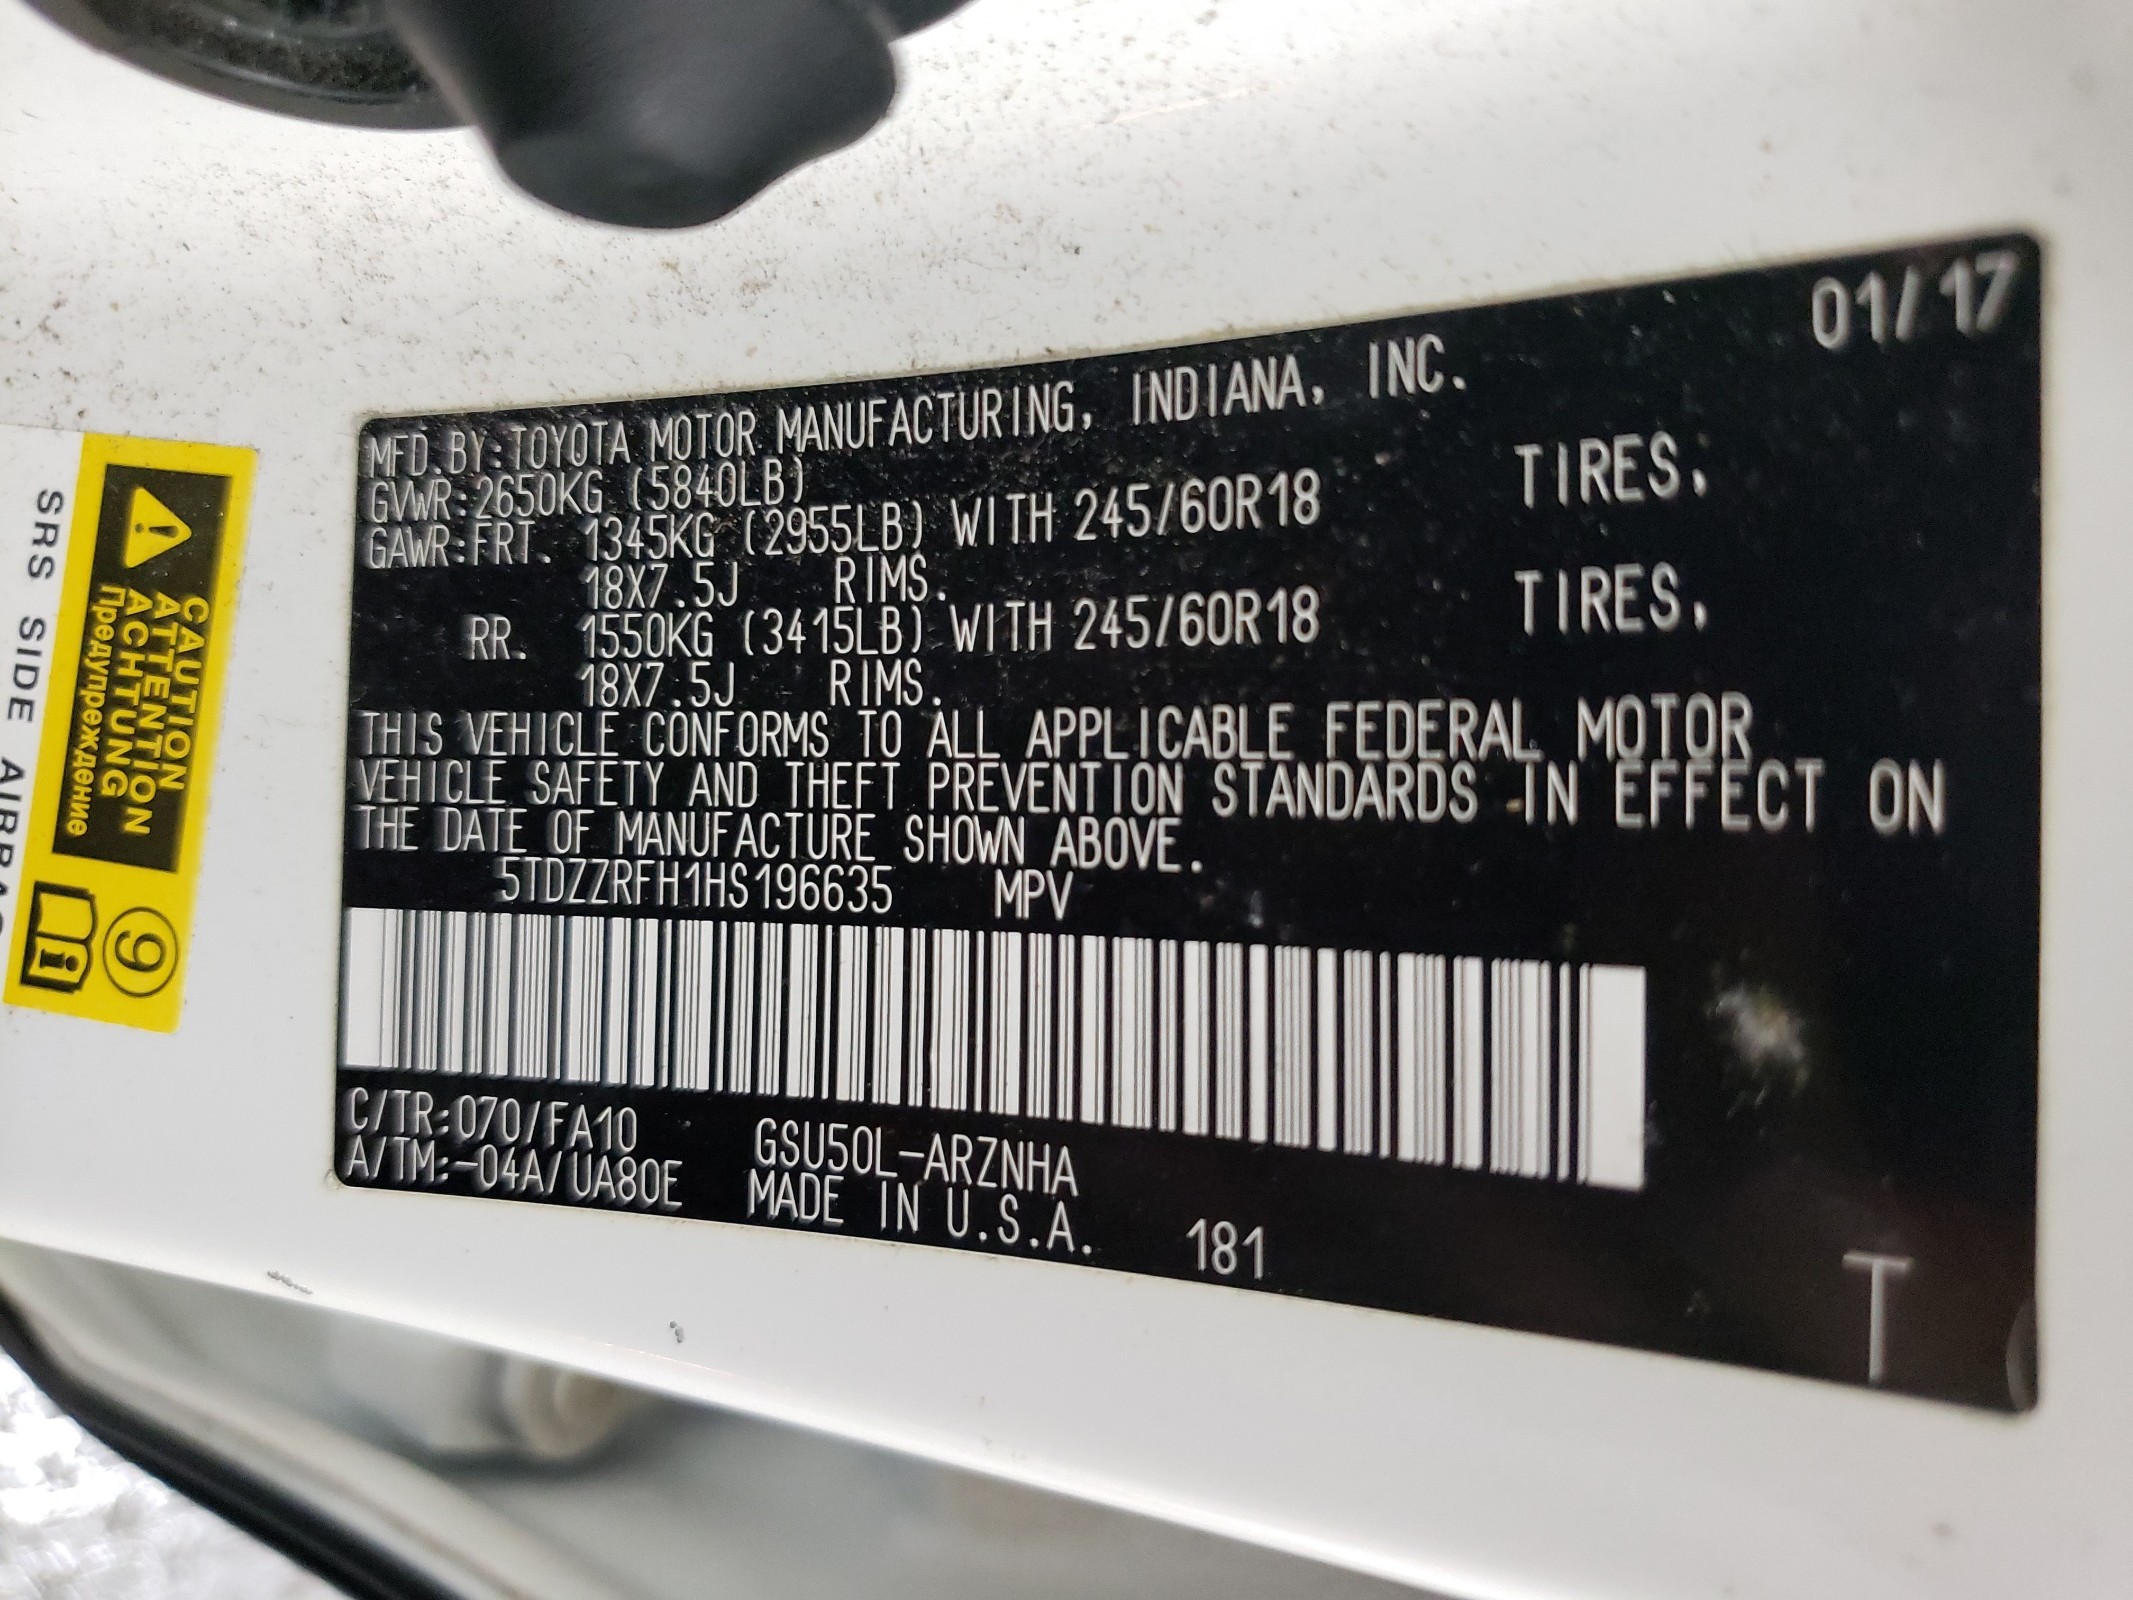 01/17
MFD.BY:TOYOTA MOTOR MANUFACTURING, INDIANA, INC.
GVWR:2650KG (5840LB)
GAWR:FRT. 1345KG (2955LB) WITH 245/60R18 TIRES,
18X7.5J RIMS.
RR. 1550KG (3415LB) WITH 245/60R18 TIRES,
18X7.5J RIMS.
THIS VEHICLE CONFORMS TO ALL APPLICABLE FEDERAL MOTOR
VEHICLE SAFETY AND THEFT PREVENTION STANDARDS IN EFFECT ON
THE DATE OF MANUFACTURE SHOWN ABOVE.
5TDZZRFH1HS196635 MPV
C/TR:070/FA10 GSU50L-ARZNHA
A/TM:-04A/UA80E MADE IN U.S.A. 181
T
CAUTION
ATTENTION
ACHTUNG
Предупреждение
9
i
SRS SIDE